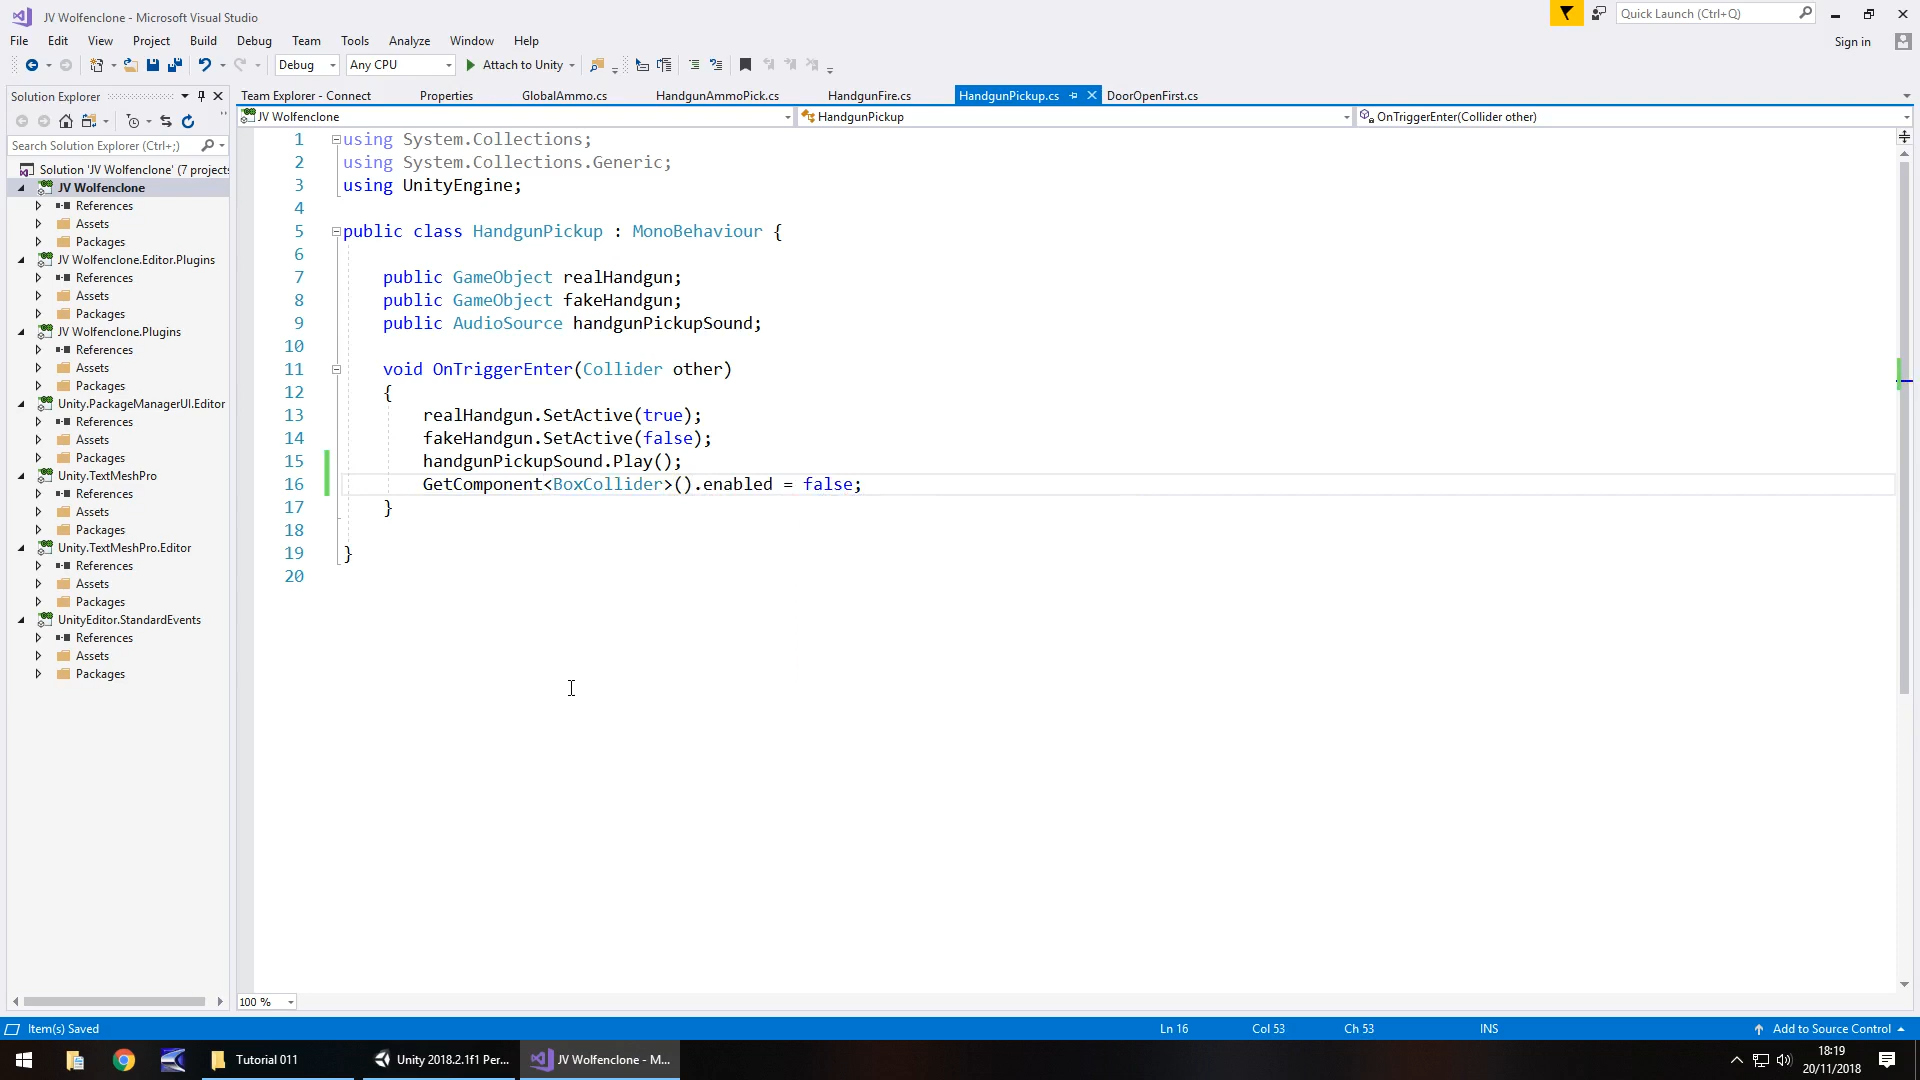 JV Wolfenclone - Microsoft Visual Studio
Quick Launch (Ctrl+Q)
File Edit View Project Build Debug Team Tools Analyze Window Help
Sign in
Debug
Any CPU
Attach to Unity
Solution Explorer
Team Explorer - Connect
Properties
GlobalAmmo.cs
HandgunAmmoPick.cs
HandgunFire.cs
HandgunPickup.cs
DoorOpenFirst.cs
JV Wolfenclone
HandgunPickup
OnTriggerEnter(Collider other)
Search Solution Explorer (Ctrl+;)
Solution 'JV Wolfenclone' (7 projects
JV Wolfenclone
References
Assets
Packages
JV Wolfenclone.Editor.Plugins
References
Assets
Packages
JV Wolfenclone.Plugins
References
Assets
Packages
Unity.PackageManagerUI.Editor
References
Assets
Packages
Unity.TextMeshPro
References
Assets
Packages
Unity.TextMeshPro.Editor
References
Assets
Packages
UnityEditor.StandardEvents
References
Assets
Packages
1 using System.Collections;
2 using System.Collections.Generic;
3 using UnityEngine;
4
5 public class HandgunPickup : MonoBehaviour {
6
7 public GameObject realHandgun;
8 public GameObject fakeHandgun;
9 public AudioSource handgunPickupSound;
10
11 void OnTriggerEnter(Collider other)
12 {
13 realHandgun.SetActive(true);
14 fakeHandgun.SetActive(false);
15 handgunPickupSound.Play();
16 GetComponent<BoxCollider>().enabled = false;
17 }
18
19 }
20
100 %
Item(s) Saved
Ln 16
Col 53
Ch 53
INS
Add to Source Control
Tutorial 011
Unity 2018.2.1f1 Per...
JV Wolfenclone - M...
18:19
20/11/2018